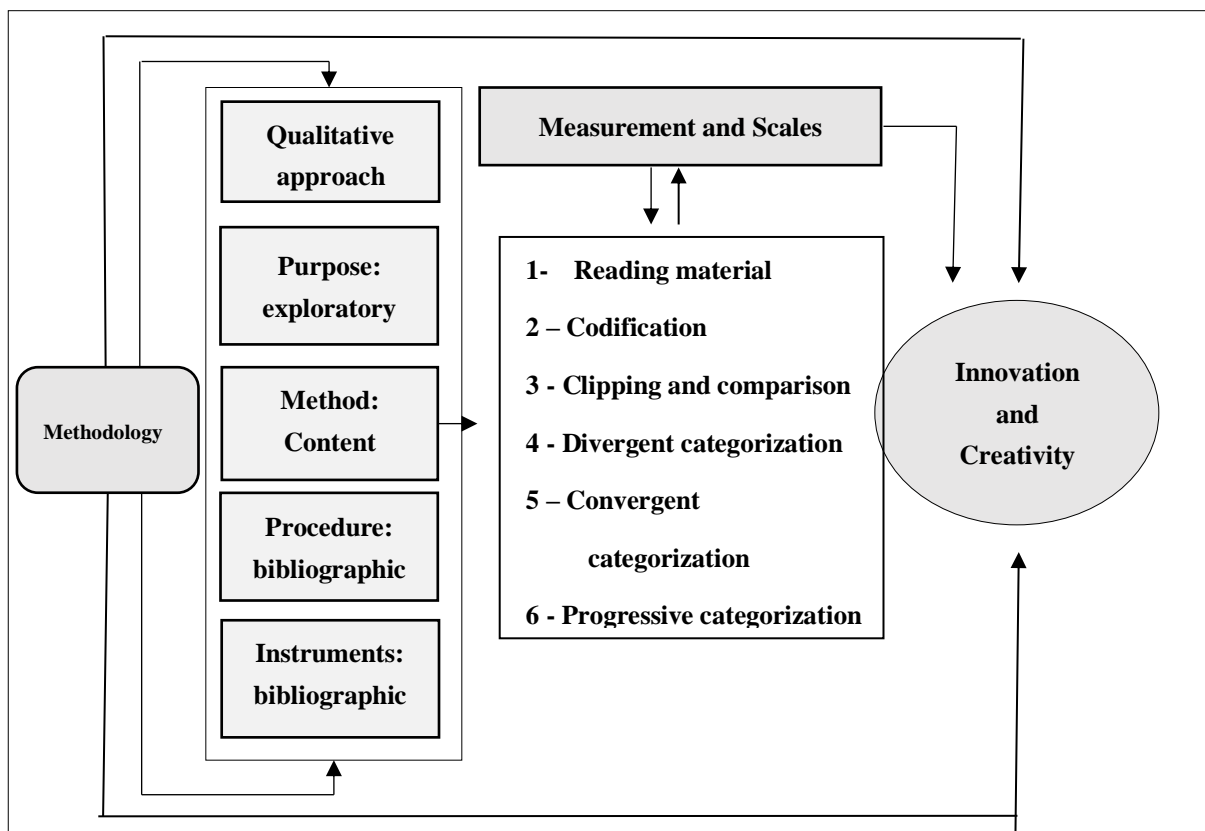 Methodology
Qualitative
approach
Purpose:
exploratory
Method:
Content
Procedure:
bibliographic
Instruments:
bibliographic
Measurement and Scales
1- Reading material
2 – Codification
3 - Clipping and comparison
4 - Divergent categorization
5 – Convergent
categorization
6 - Progressive categorization
Innovation
and
Creativity